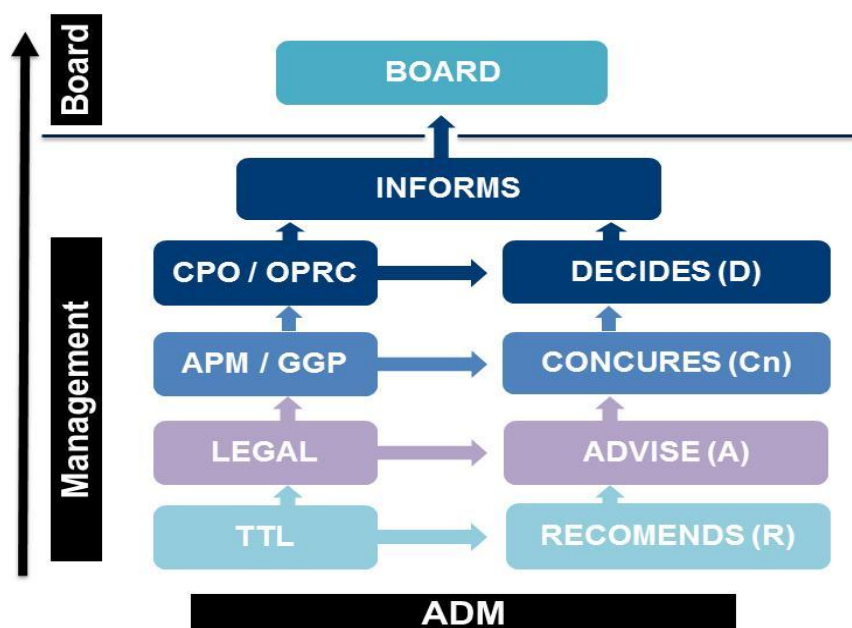 Board
BOARD
INFORMS
Management
CPO / OPRC
DECIDES (D)
APM / GGP
CONCURES (Cn)
LEGAL
ADVISE (A)
TTL
RECOMENDS (R)
ADM